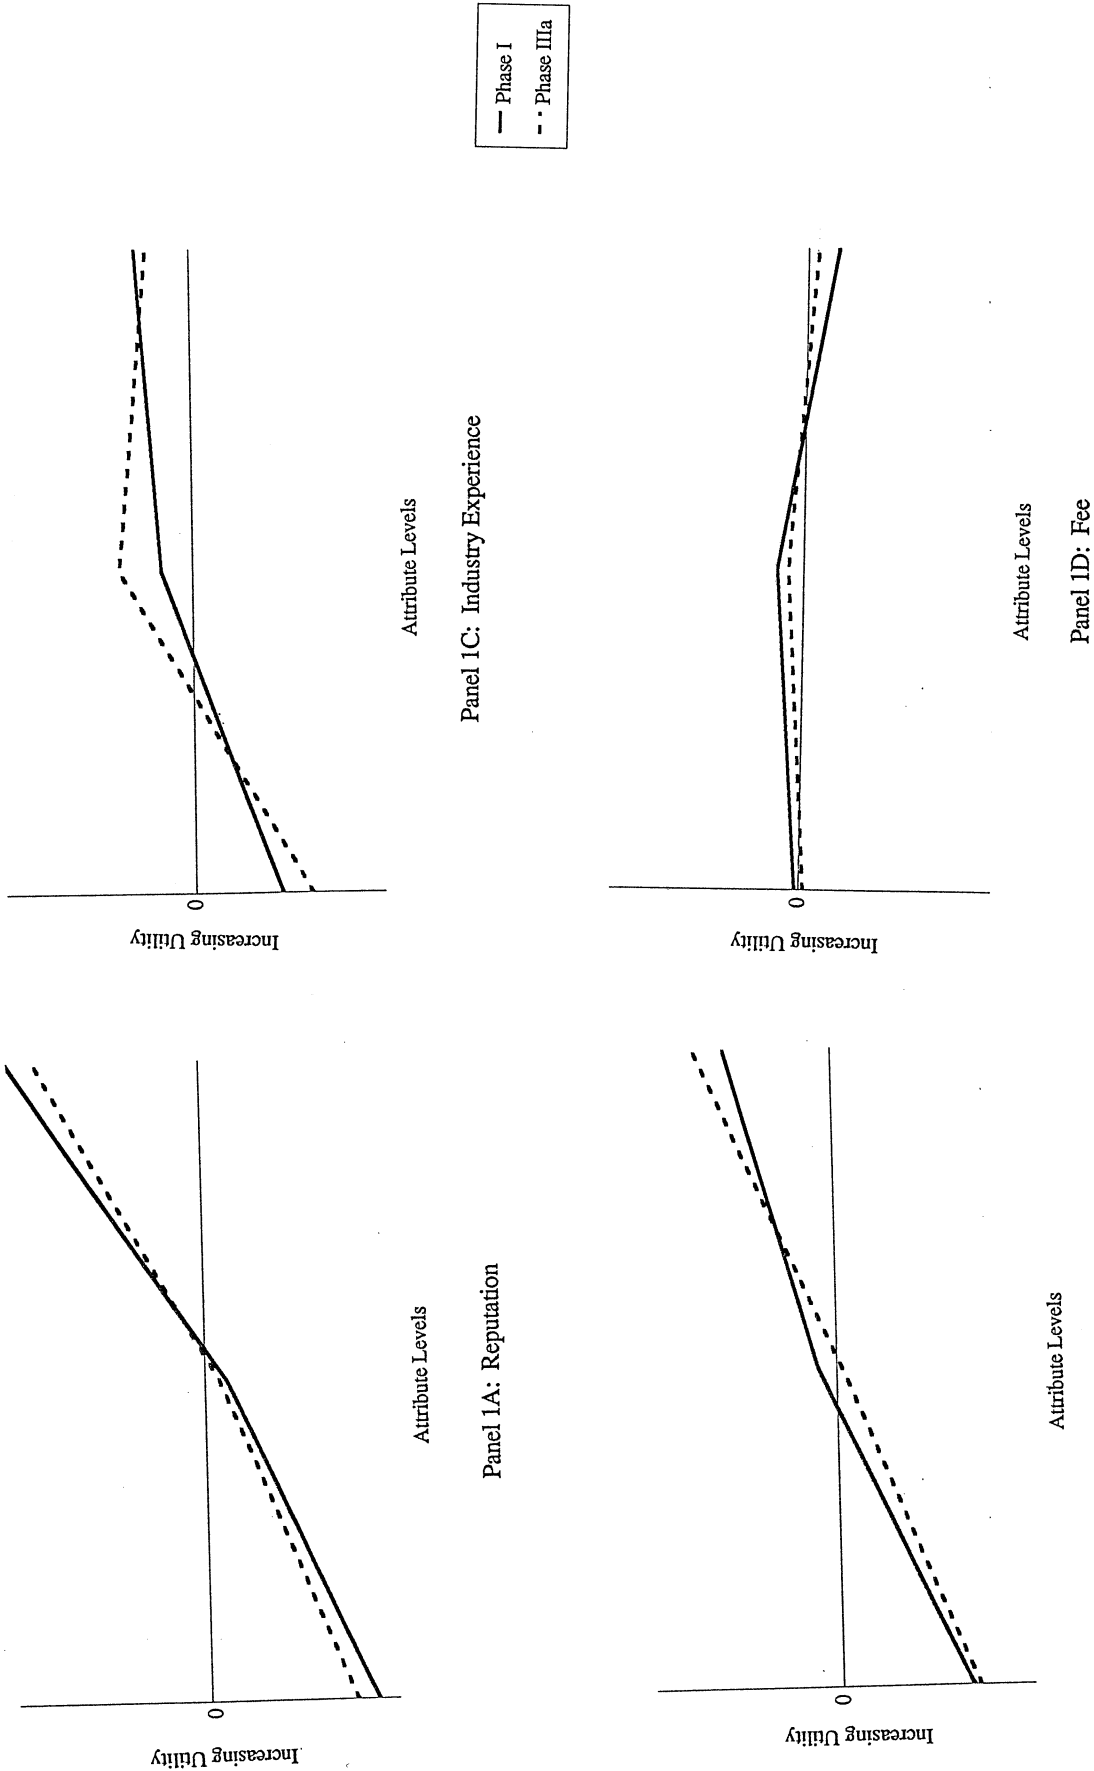 Increasing Utility
0
Attribute Levels
Panel 1A: Reputation
Increasing Utility
0
Attribute Levels
Panel 1C: Industry Experience
Phase I
Phase IIIa
Increasing Utility
0
Attribute Levels
Increasing Utility
0
Attribute Levels
Panel 1D: Fee